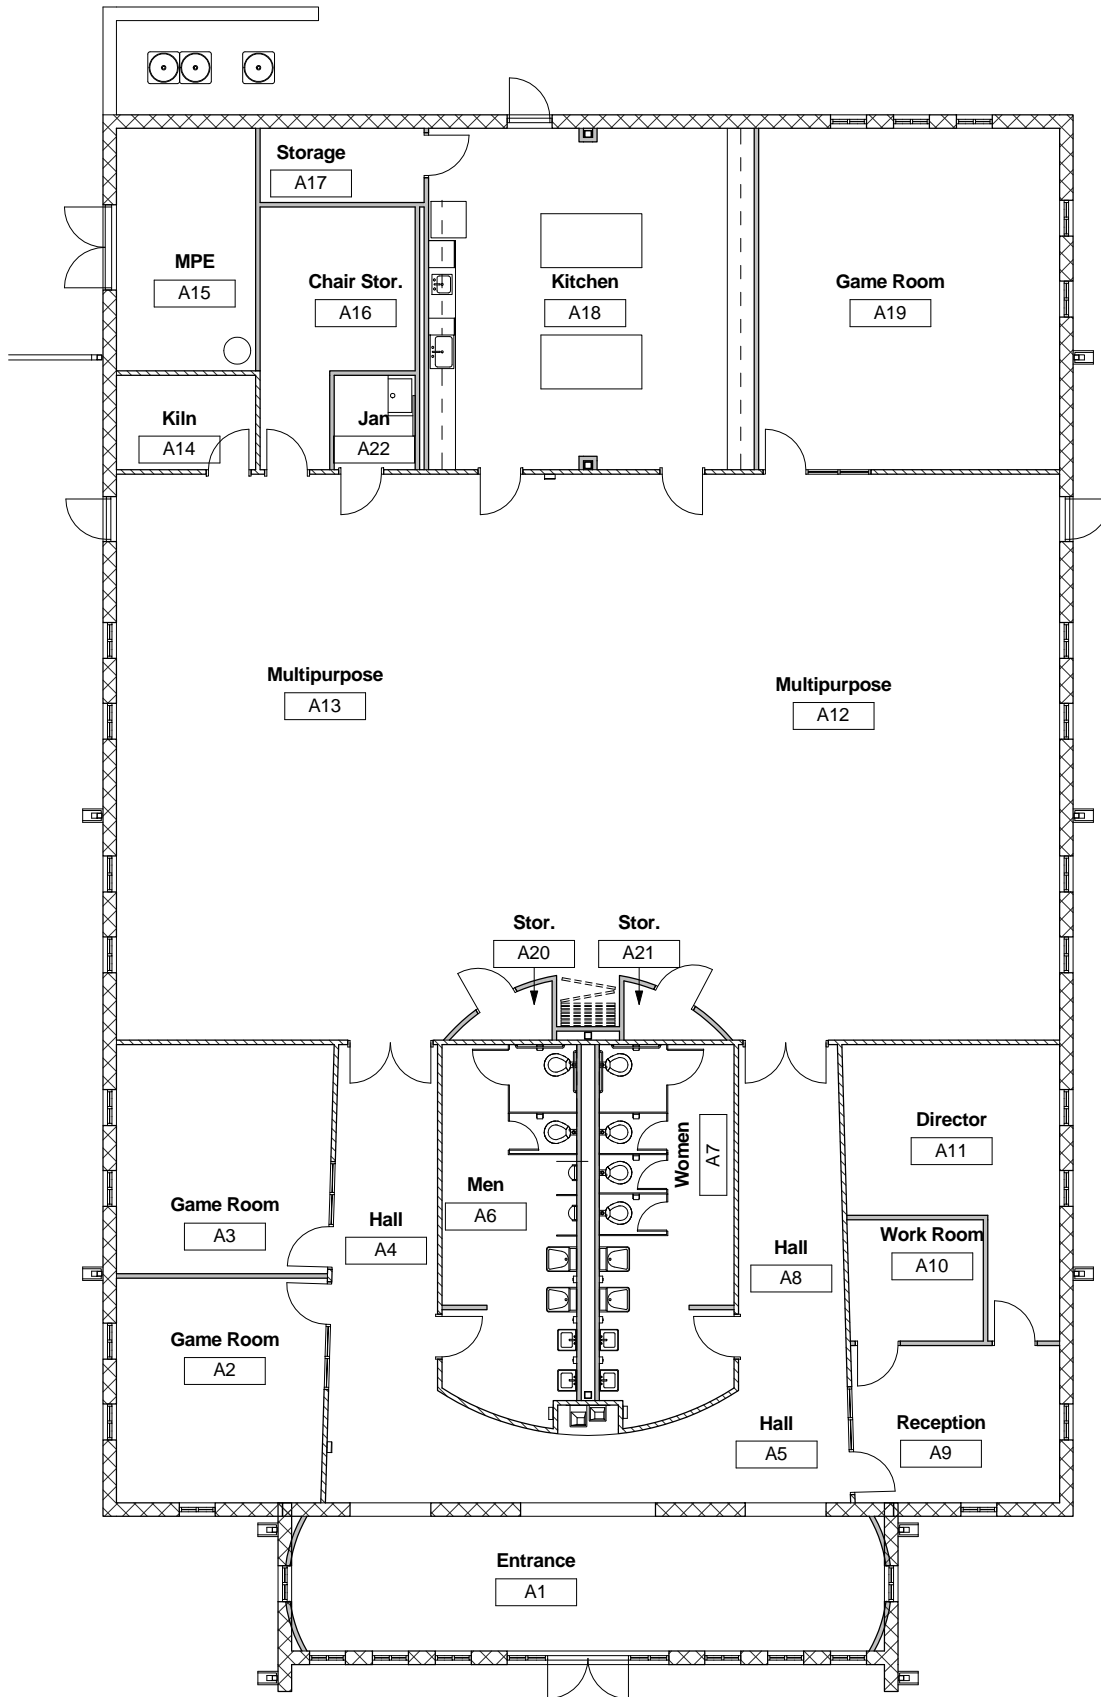 Storage
A17
MPE
A15
Chair Stor.
A16
Kitchen
A18
Game Room
A19
Kiln
A14
Jan
A22
Multipurpose
A13
Multipurpose
A12
Stor.
A20
Stor.
A21
Director
A11
Women
A7
Men
A6
Game Room
A3
Hall
A4
Hall
A8
Work Room
A10
Game Room
A2
Hall
A5
Reception
A9
Entrance
A1